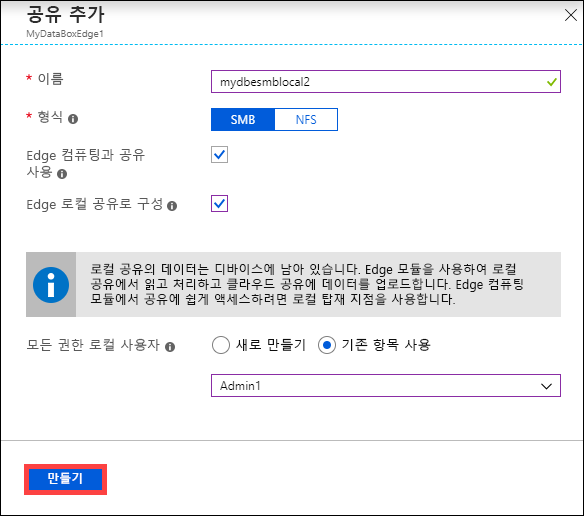 공유 추가
MyDataBoxEdge1
* 이름
mydbesmblocal2
* 형식
SMB
NFS
Edge 컴퓨팅과 공유
사용
Edge 로컬 공유로 구성
로컬 공유의 데이터는 디바이스에 남아 있습니다. Edge 모듈을 사용하여 로컬
공유에서 읽고 처리하고 클라우드 공유에 데이터를 업로드합니다. Edge 컴퓨팅
모듈에서 공유에 쉽게 액세스하려면 로컬 탑재 지점을 사용합니다.
모든 권한 로컬 사용자
새로 만들기
기존 항목 사용
Admin1
만들기